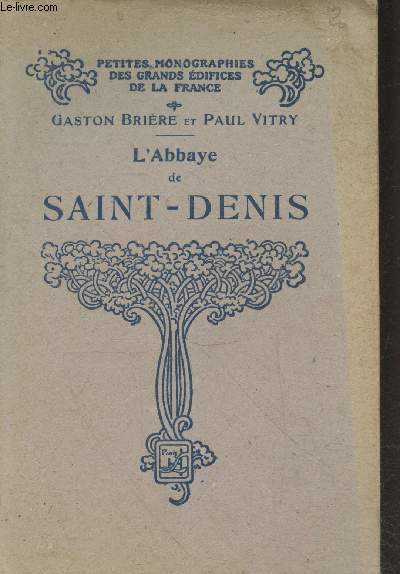 Le-livre.com
PETITES MONOGRAPHIES
DES GRANDS ÉDIFICES
DE LA FRANCE
GASTON BRIÈRE ET PAUL VITRY
L'Abbaye
de
SAINT-DENIS